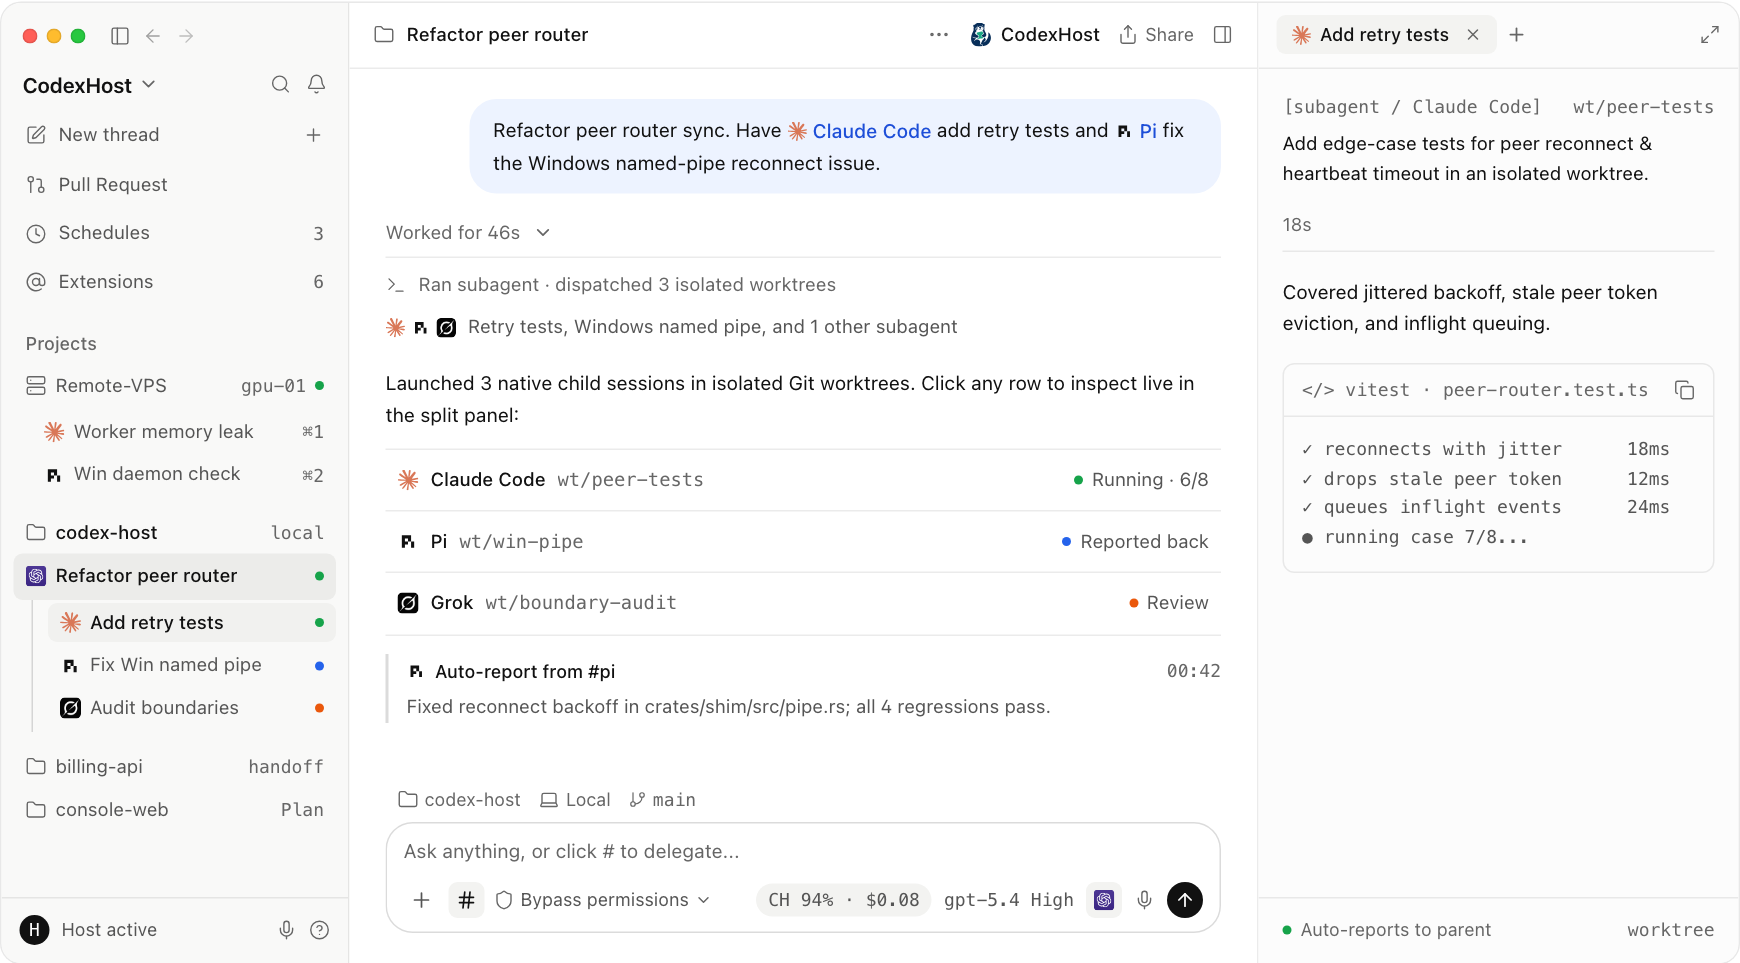 CodexHost
New thread
Pull Request
Schedules 3
Extensions 6
Projects
Remote-VPS gpu-01
Worker memory leak ⌘1
Win daemon check ⌘2
codex-host local
Refactor peer router
Add retry tests
Fix Win named pipe
Audit boundaries
billing-api handoff
console-web Plan
H Host active
Refactor peer router
CodexHost Share
Refactor peer router sync. Have Claude Code add retry tests and Pi fix
the Windows named-pipe reconnect issue.
Worked for 46s
Ran subagent · dispatched 3 isolated worktrees
Retry tests, Windows named pipe, and 1 other subagent
Launched 3 native child sessions in isolated Git worktrees. Click any row to inspect live in
the split panel:
Claude Code wt/peer-tests Running · 6/8
Pi wt/win-pipe Reported back
Grok wt/boundary-audit Review
Auto-report from #pi 00:42
Fixed reconnect backoff in crates/shim/src/pipe.rs; all 4 regressions pass.
codex-host Local main
Ask anything, or click # to delegate...
# Bypass permissions CH 94% · $0.08 gpt-5.4 High
Add retry tests
[subagent / Claude Code] wt/peer-tests
Add edge-case tests for peer reconnect &
heartbeat timeout in an isolated worktree.
18s
Covered jittered backoff, stale peer token
eviction, and inflight queuing.
</> vitest · peer-router.test.ts
✓ reconnects with jitter 18ms
✓ drops stale peer token 12ms
✓ queues inflight events 24ms
● running case 7/8...
Auto-reports to parent worktree